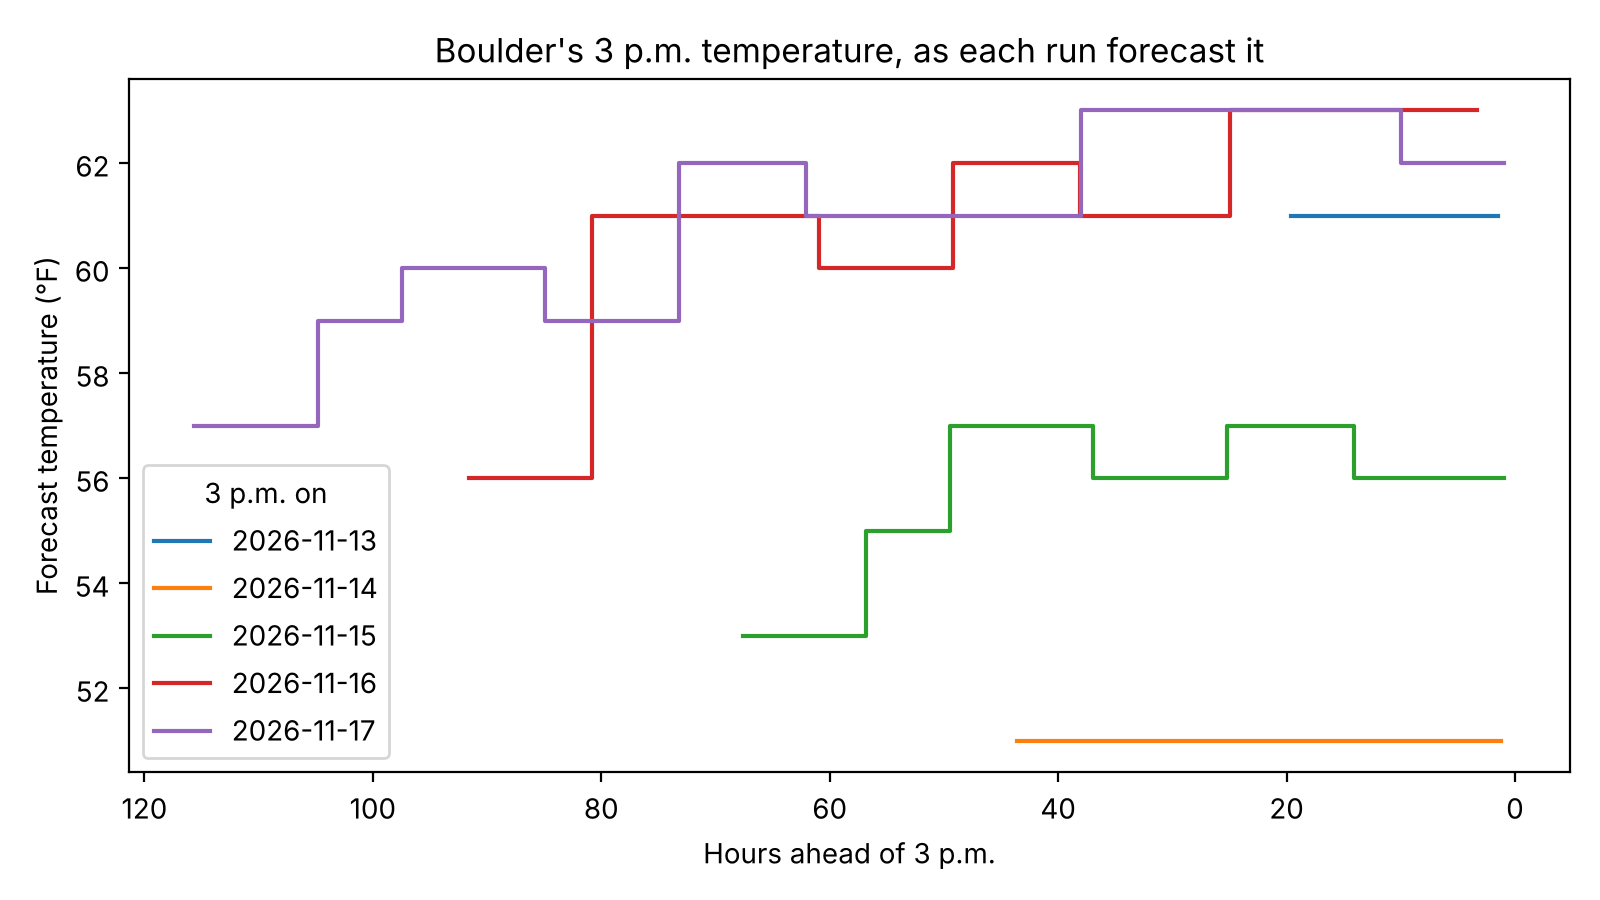 Boulder's 3 p.m. temperature, as each run forecast it
Forecast temperature (°F)
62
60
58
56
54
52
3 p.m. on
2026-11-13
2026-11-14
2026-11-15
2026-11-16
2026-11-17
120 100 80 60 40 20 0
Hours ahead of 3 p.m.